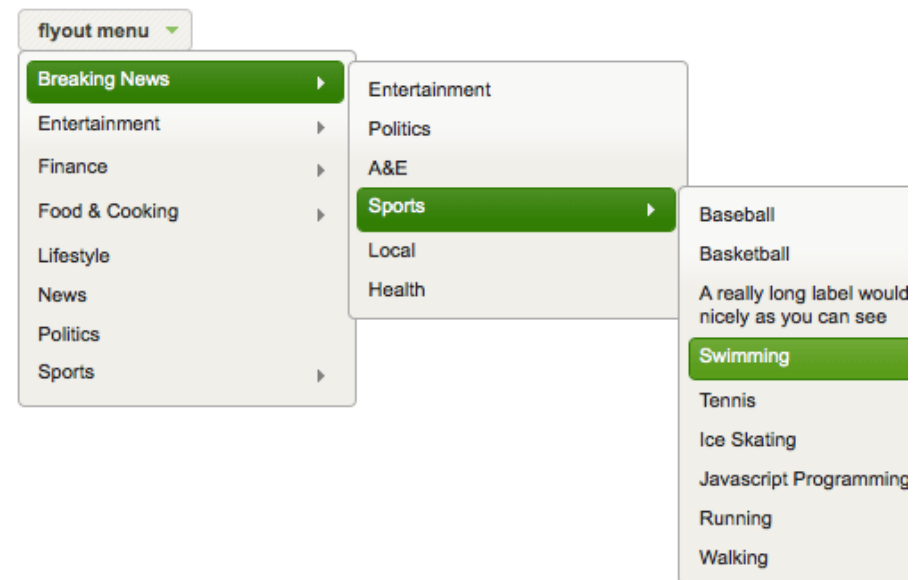 flyout menu
Breaking News
Entertainment
Finance
Food & Cooking
Lifestyle
News
Politics
Sports
Entertainment
Politics
A&E
Sports
Local
Health
Baseball
Basketball
A really long label would
nicely as you can see
Swimming
Tennis
Ice Skating
Javascript Programming
Running
Walking